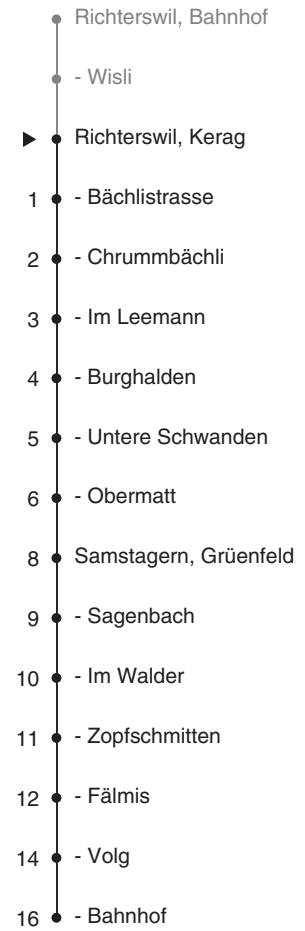 Richterswil, Bahnhof
- Wisli
Richterswil, Kerag
1 - Bächlistrasse
2 - Chrummbächli
3 - Im Leemann
4 - Burghalden
5 - Untere Schwanden
6 - Obermatt
8 Samstagern, Grüenfeld
9 - Sagenbach
10 - Im Walder
11 - Zopfschmitten
12 - Fälmis
14 - Volg
16 - Bahnhof